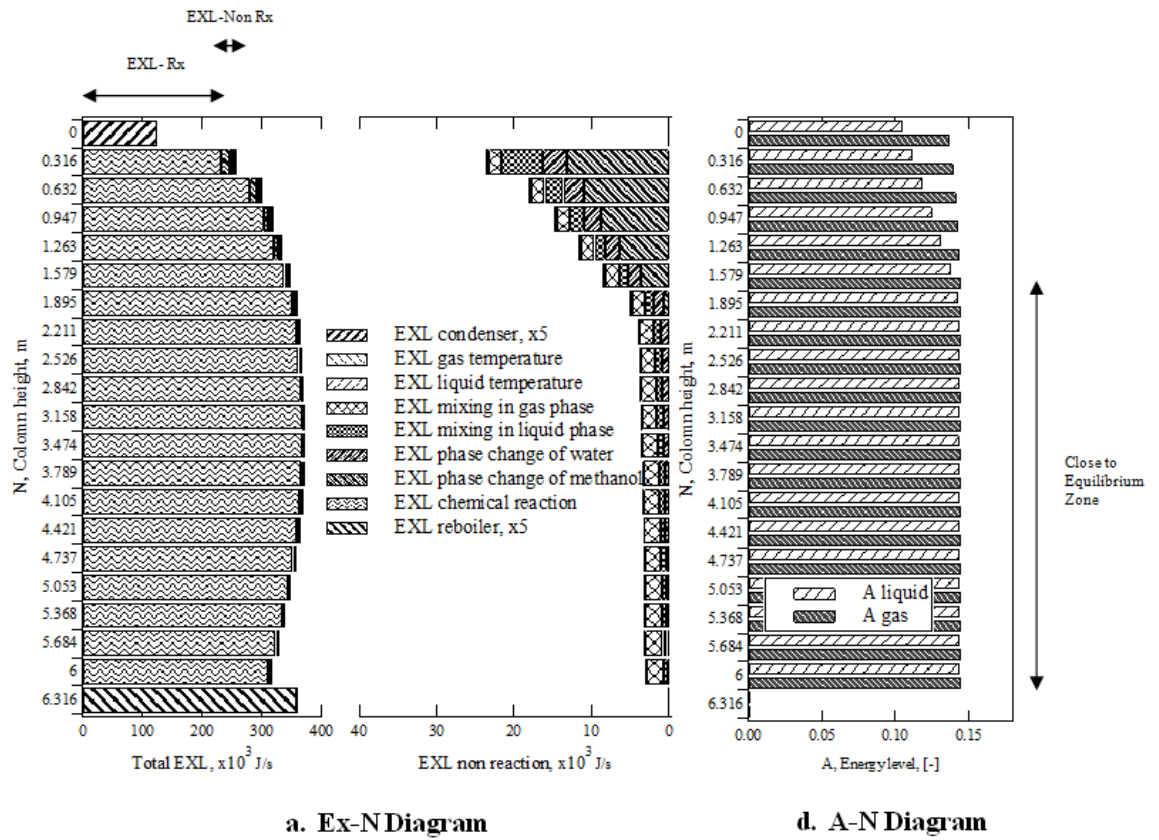 EXL-Non Rx
EXL- Rx
N, Colomn height, m
0
0.316
0.632
0.947
1.263
1.579
1.895
2.211
2.526
2.842
3.158
3.474
3.789
4.105
4.421
4.737
5.053
5.368
5.684
6
6.316
0 100 200 300 400
Total EXL, x10³ J/s
EXL condenser, x5
EXL gas temperature
EXL liquid temperature
EXL mixing in gas phase
EXL mixing in liquid phase
EXL phase change of water
EXL phase change of methanol
EXL chemical reaction
EXL reboiler, x5
40 30 20 10 0
EXL non reaction, x10³ J/s
N, Colomn height, m
0
0.316
0.632
0.947
1.263
1.579
1.895
2.211
2.526
2.842
3.158
3.474
3.789
4.105
4.421
4.737
5.053
5.368
5.684
6
6.316
A liquid
A gas
0.00 0.05 0.10 0.15
A, Energy level, [-]
Close to
Equilibrium
Zone
a. Ex-N Diagram
d. A-N Diagram